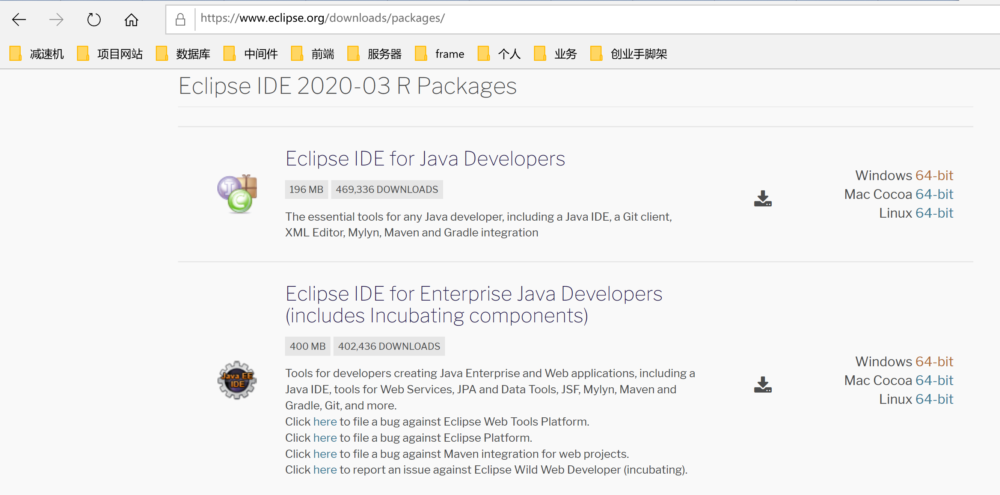 https://www.eclipse.org/downloads/packages/
减速机 项目网站 数据库 中间件 前端 服务器 frame 个人 业务 创业手脚架
Eclipse IDE 2020-03 R Packages
Eclipse IDE for Java Developers
196 MB 469,336 DOWNLOADS
The essential tools for any Java developer, including a Java IDE, a Git client,
XML Editor, Mylyn, Maven and Gradle integration
Windows 64-bit
Mac Cocoa 64-bit
Linux 64-bit
Eclipse IDE for Enterprise Java Developers
(includes Incubating components)
400 MB 402,436 DOWNLOADS
Java EE
IDE
Tools for developers creating Java Enterprise and Web applications, including a
Java IDE, tools for Web Services, JPA and Data Tools, JSF, Mylyn, Maven and
Gradle, Git, and more.
Click here to file a bug against Eclipse Web Tools Platform.
Click here to file a bug against Eclipse Platform.
Click here to file a bug against Maven integration for web projects.
Click here to report an issue against Eclipse Wild Web Developer (incubating).
Windows 64-bit
Mac Cocoa 64-bit
Linux 64-bit